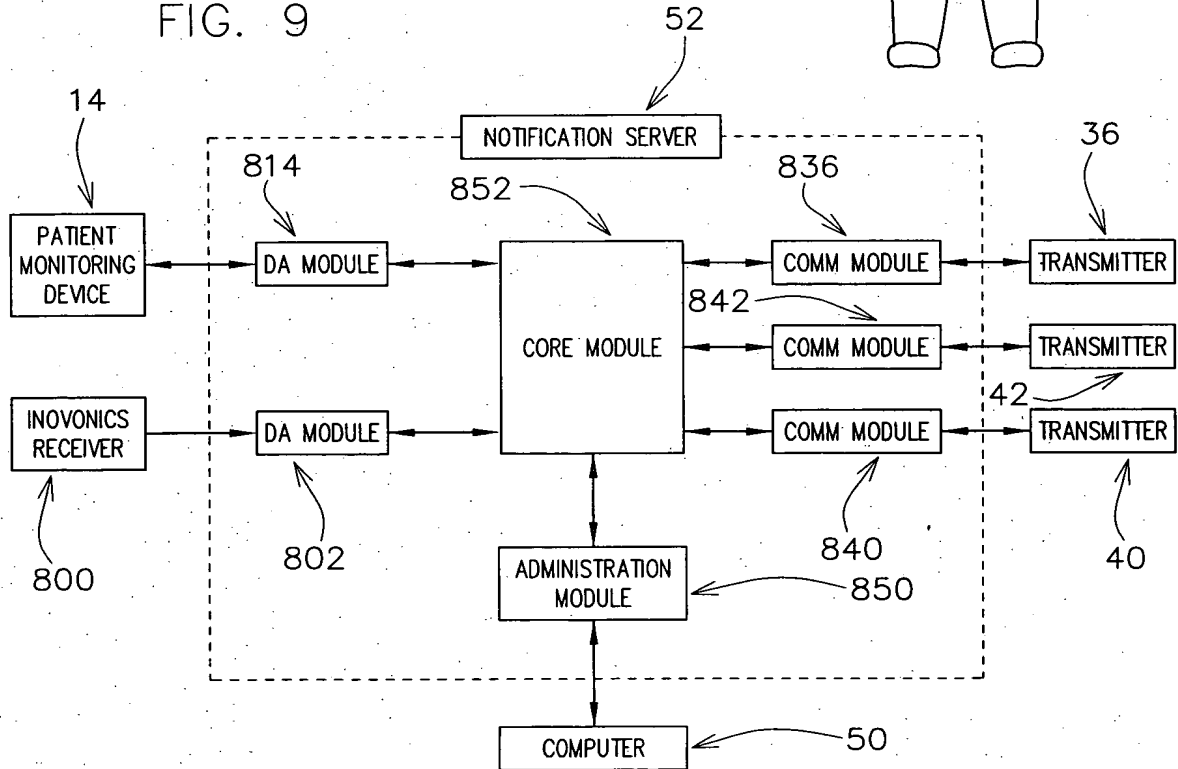 FIG. 9
52
14
NOTIFICATION SERVER
36
814
852
836
PATIENT
MONITORING
DEVICE
DA MODULE
CORE MODULE
COMM MODULE
TRANSMITTER
842
COMM MODULE
TRANSMITTER
42
INOVONICS
RECEIVER
DA MODULE
COMM MODULE
TRANSMITTER
800
802
840
40
ADMINISTRATION
MODULE
850
COMPUTER
50